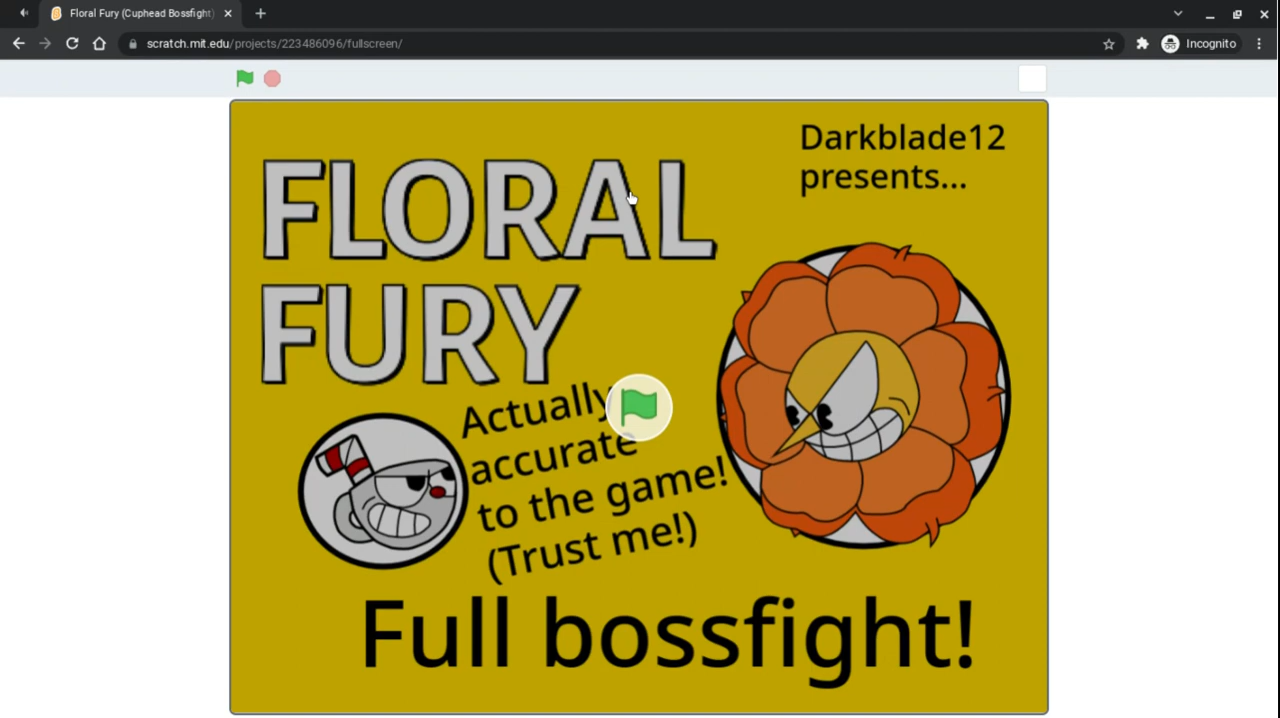 Floral Fury (Cuphead Bossfight)
scratch.mit.edu/projects/223486096/fullscreen/
Incognito
Darkblade12
presents...
FLORAL
FURY
Actually
accurate
to the game!
(Trust me!)
Full bossfight!